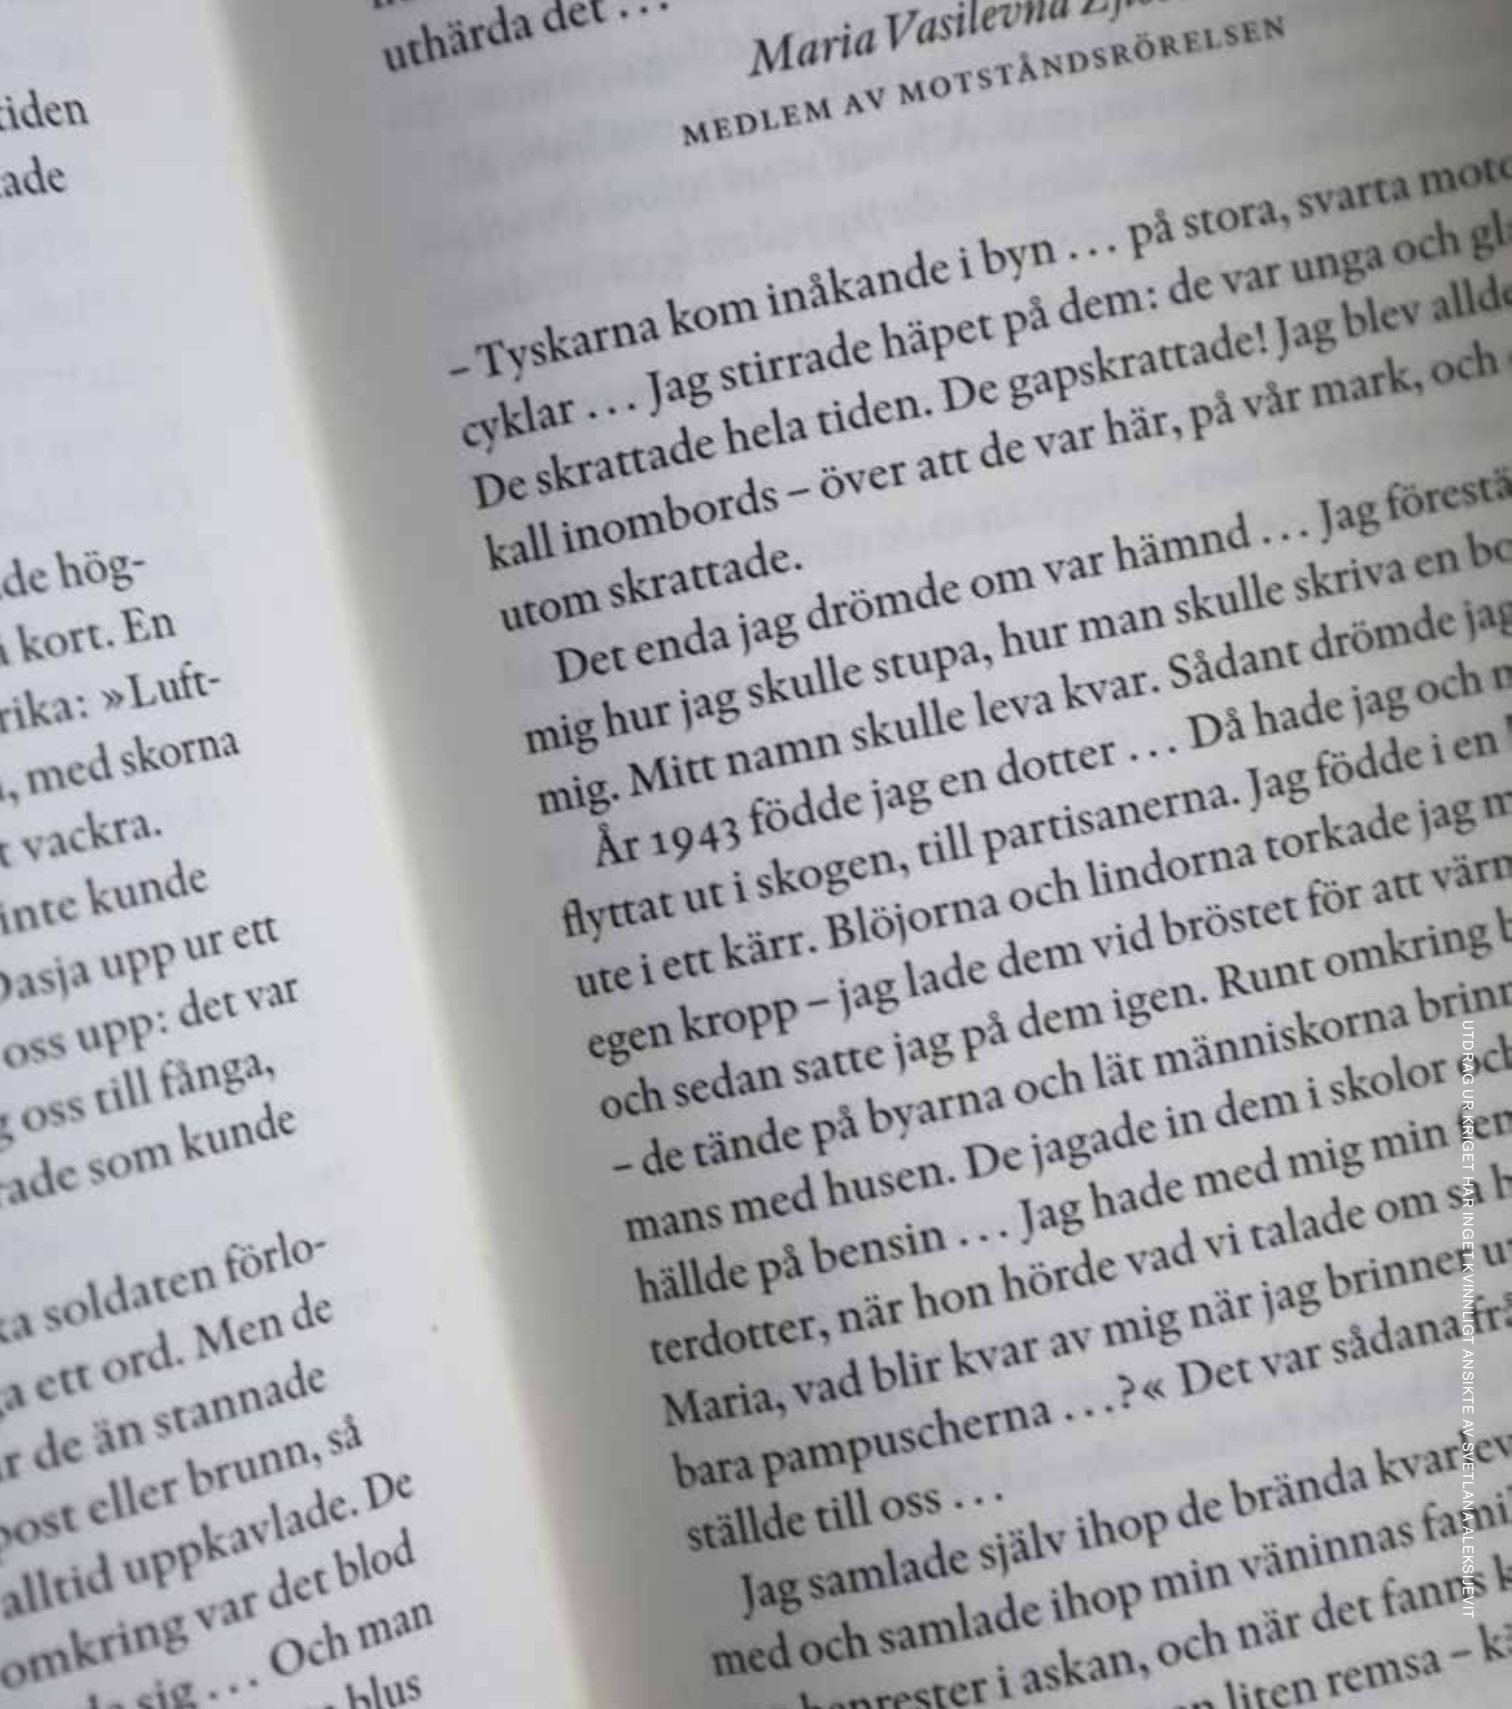 tiden
hög-
kort. En
»Luft-
med skorna
vackra.
inte kunde
Dasja upp ur ett
oss upp: det var
oss till fånga,
som kunde
soldaten förlo-
ett ord. Men de
de än stannade
post eller brunn, så
alltid uppkavlade. De
omkring var det blod
sig ... Och man
blus
uthärda det ...
Maria Vasilevna
MEDLEM AV MOTSTÅNDSRÖRELSEN
– Tyskarna kom inåkande i byn ... på stora, svarta
cyklar ... Jag stirrade häpet på dem: de var unga och
De skrattade hela tiden. De gapskrattade! Jag blev
kall inombords – över att de var här, på vår mark, och
utom skrattade.
Det enda jag drömde om var hämnd ... Jag
mig hur jag skulle stupa, hur man skulle skriva en
mig. Mitt namn skulle leva kvar. Sådant drömde jag
År 1943 födde jag en dotter ... Då hade jag och
flyttat ut i skogen, till partisanerna. Jag födde i en
ute i ett kärr. Blöjorna och lindorna torkade jag
egen kropp – jag lade dem vid bröstet för att
och sedan satte jag på dem igen. Runt omkring
– de tände på byarna och lät människorna
mans med husen. De jagade in dem i skolor och
hällde på bensin ... Jag hade med mig min
terdotter, när hon hörde vad vi talade om så
Maria, vad blir kvar av mig när jag brinner
bara pampuscherna ...?« Det var sådana
ställde till oss ...
Jag samlade själv ihop de brända
med och samlade ihop min väninnas
benrester i askan, och när det fanns
liten remsa –
UTDRAG UR KRIGET HAR INGET KVINNLIGT ANSIKTE AV SVETLANA ALEKSIJEVIT